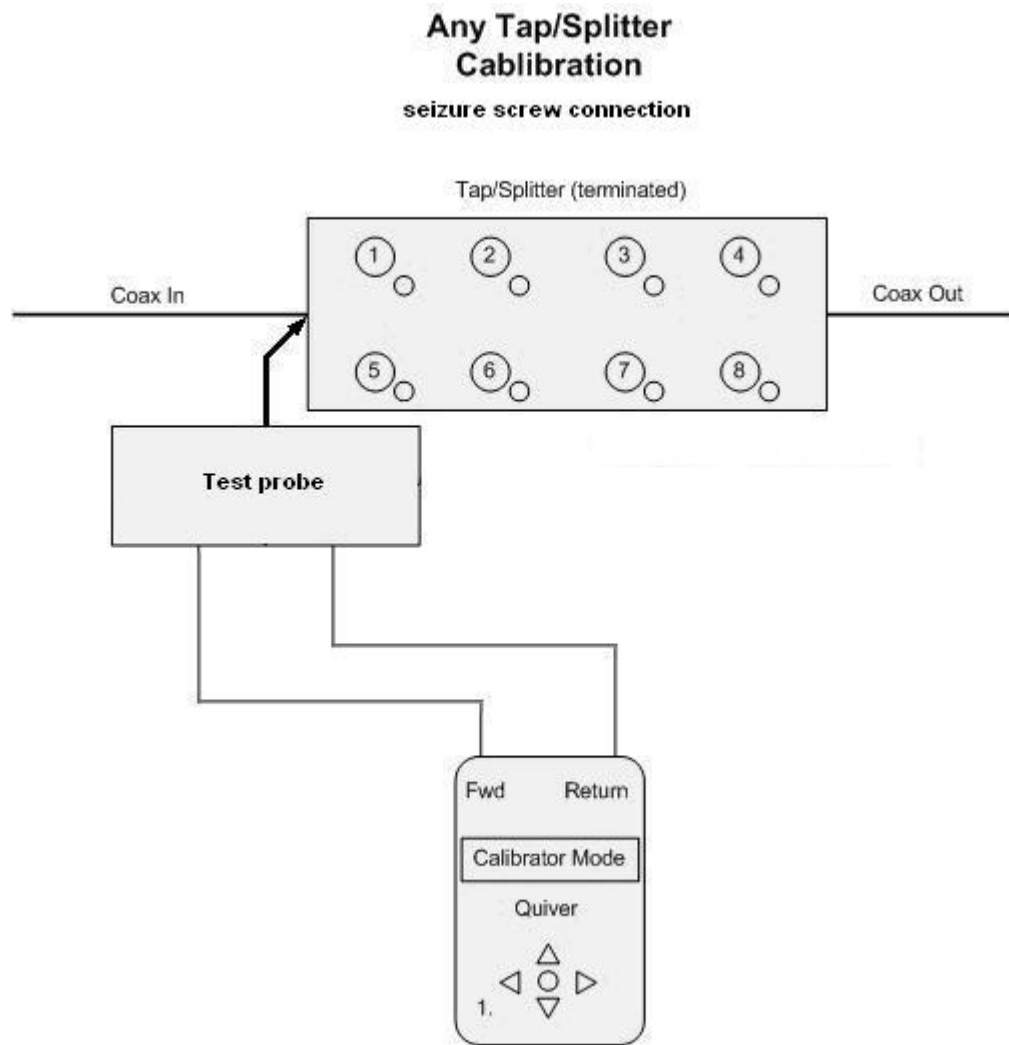 Any Tap/Splitter
Cablibration
seizure screw connection
Tap/Splitter (terminated)
1 2 3 4
Coax In
Coax Out
5 6 7 8
Test probe
Fwd Return
Calibrator Mode
Quiver
1.